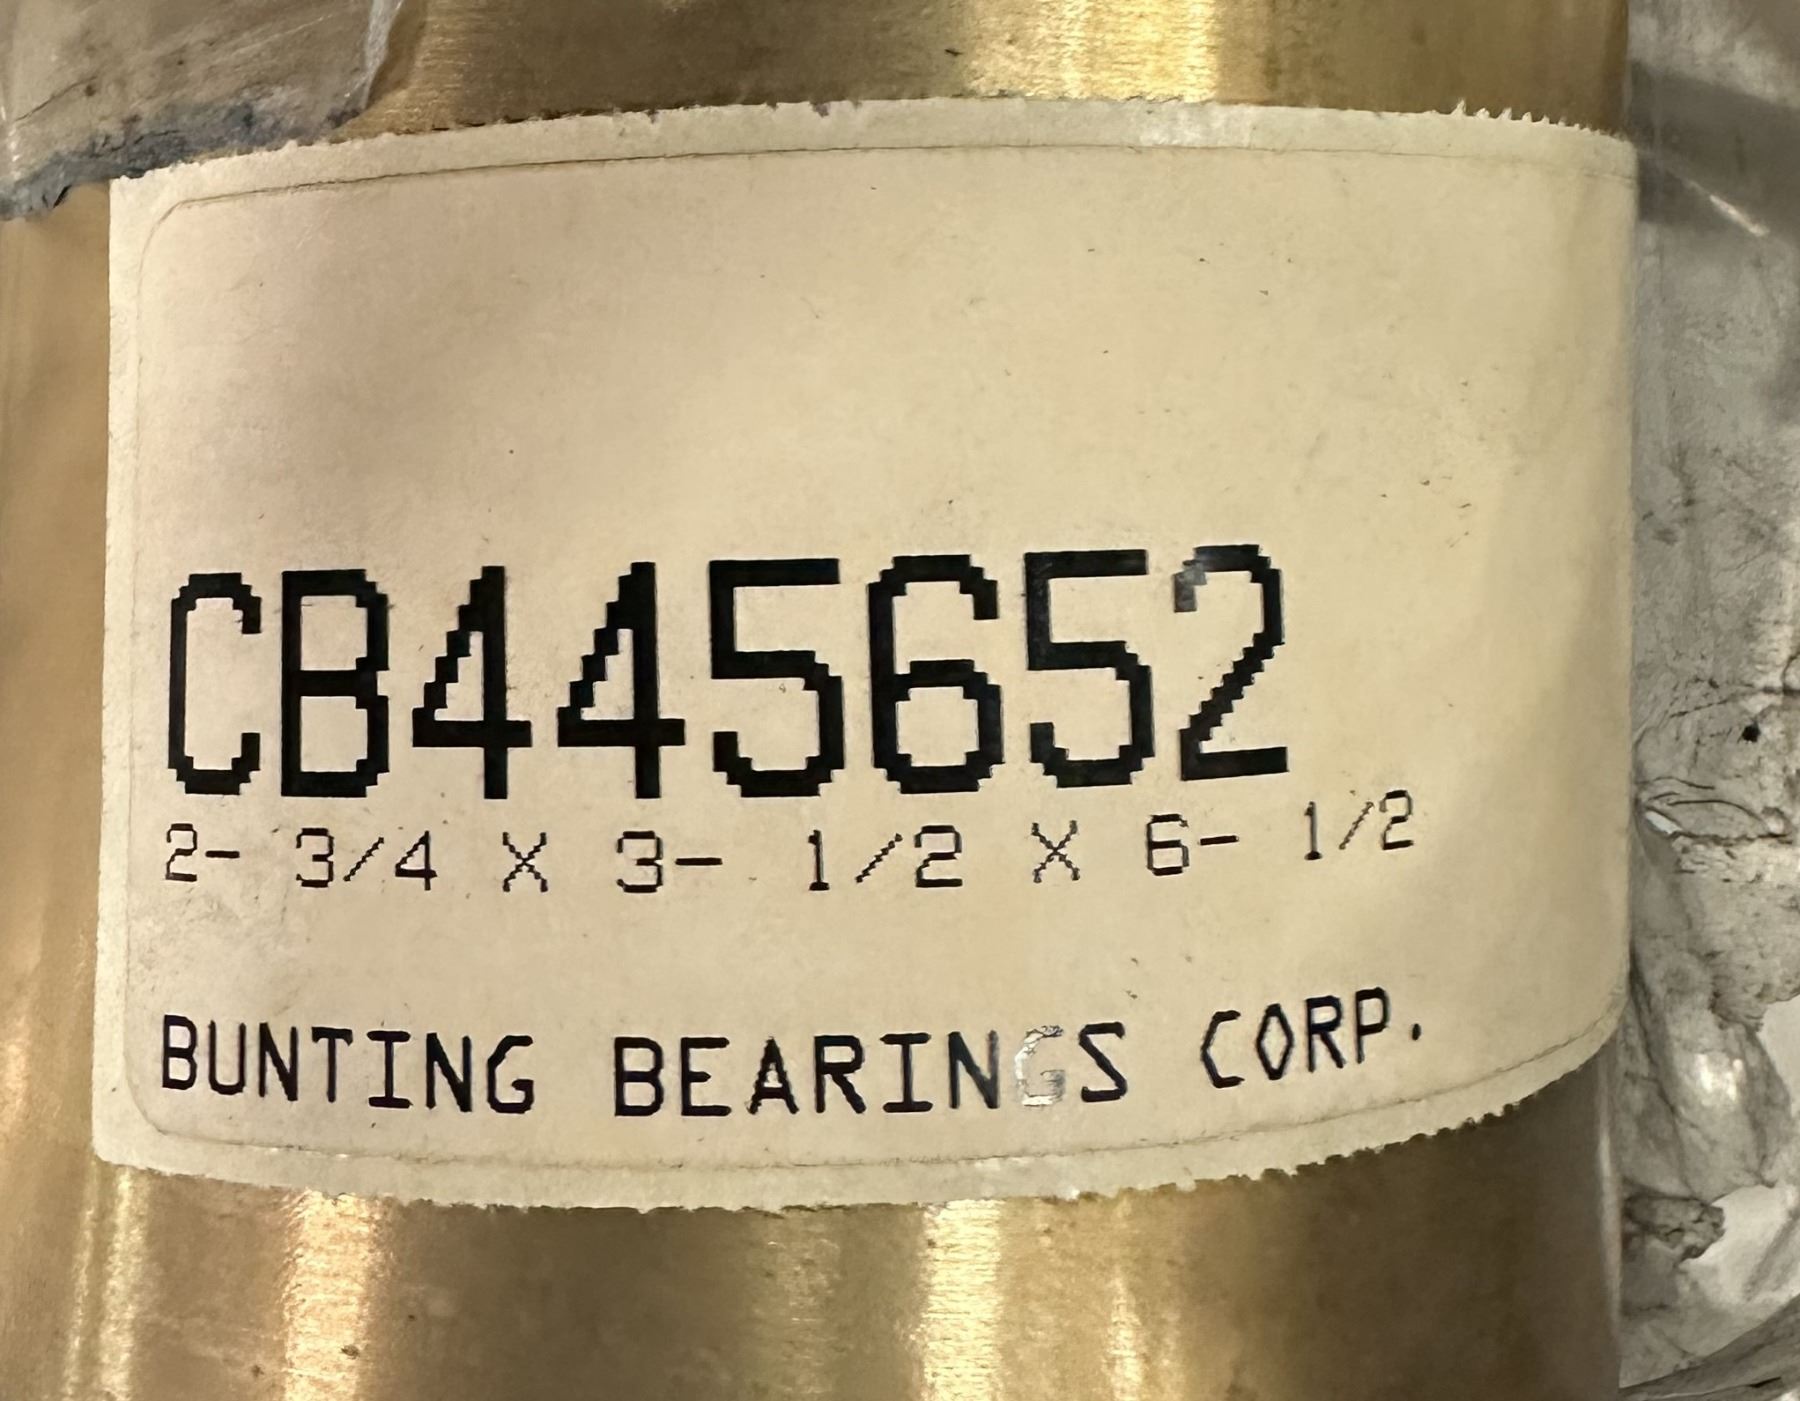 CB445652
2- 3/4 X 3- 1/2 X 6- 1/2
BUNTING BEARINGS CORP.